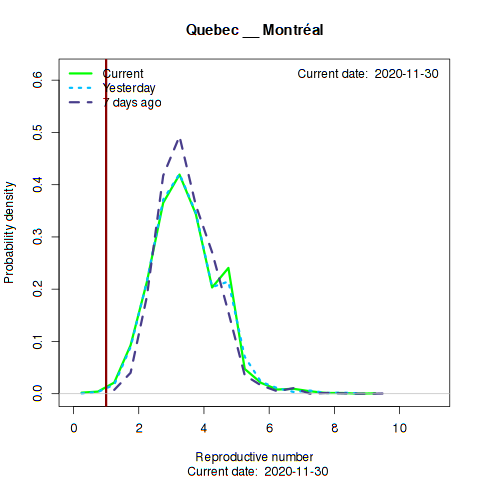 Quebec __ Montréal
Current
Yesterday
7 days ago
Current date:  2020-11-30
Probability density
0.6
0.5
0.4
0.3
0.2
0.1
0.0
0 2 4 6 8 10
Reproductive number
Current date:  2020-11-30